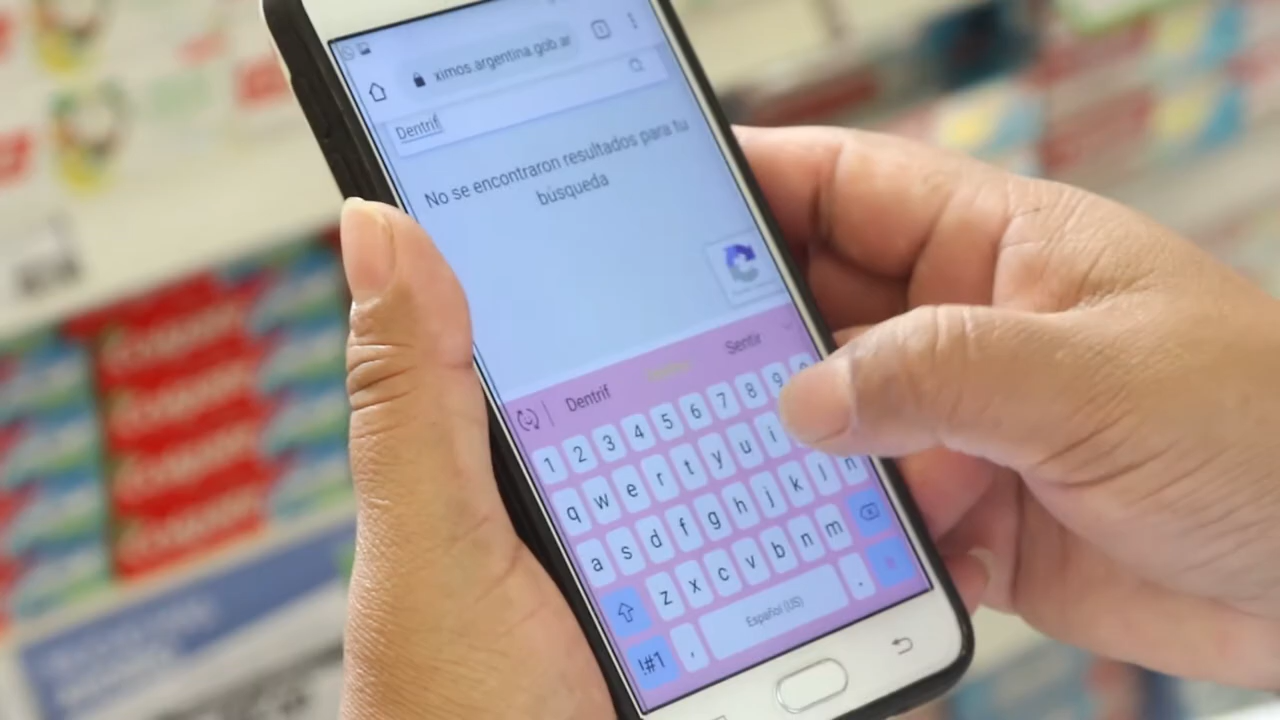 ximos.argentina.gob.ar
Dentrif
No se encontraron resultados para tu
búsqueda
Dentrif
Sentir
1 2 3 4 5 6 7 8 9
q w e r t y u i
a s d f g h j k l ñ
z x c v b n m
!#1 , Español (US) .